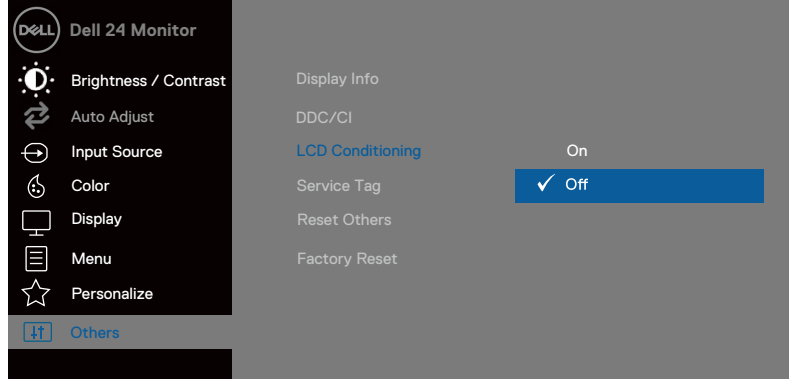 DELL Dell 24 Monitor
Brightness / Contrast
Auto Adjust
Input Source
Color
Display
Menu
Personalize
Others
Display Info
DDC/CI
LCD Conditioning
Service Tag
Reset Others
Factory Reset
On
Off